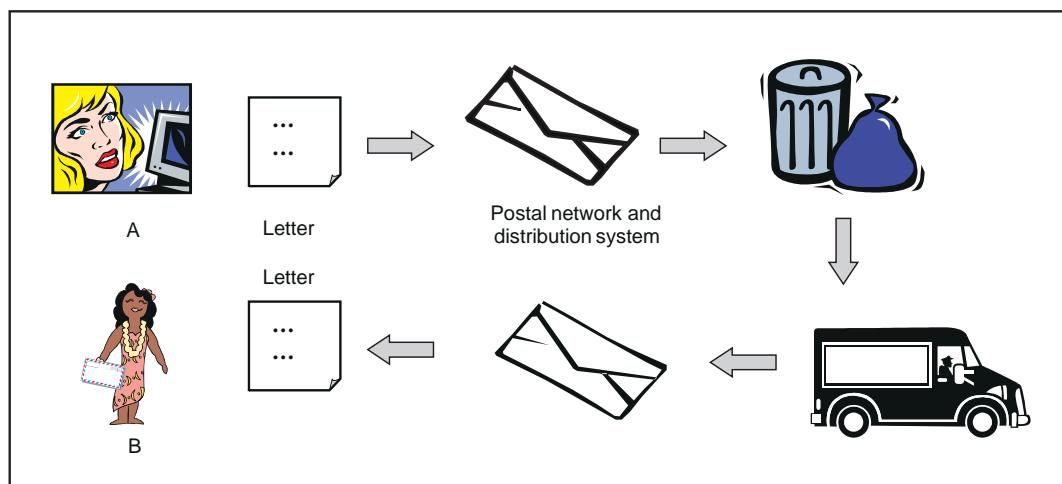 ...
...
A
Letter
Postal network and
distribution system
Letter
...
...
B